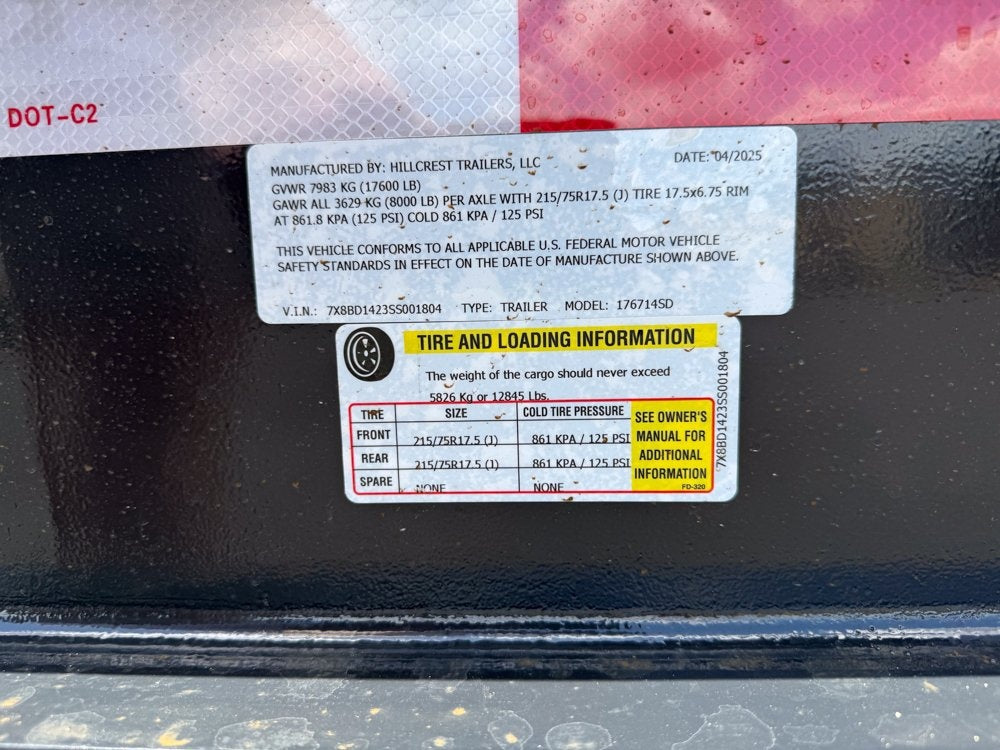 DOT-C2
MANUFACTURED BY: HILLCREST TRAILERS, LLC DATE: 04/2025
GVWR 7983 KG (17600 LB)
GAWR ALL 3629 KG (8000 LB) PER AXLE WITH 215/75R17.5 (J) TIRE 17.5x6.75 RIM
AT 861.8 KPA (125 PSI) COLD 861 KPA / 125 PSI
THIS VEHICLE CONFORMS TO ALL APPLICABLE U.S. FEDERAL MOTOR VEHICLE
SAFETY STANDARDS IN EFFECT ON THE DATE OF MANUFACTURE SHOWN ABOVE.
V.I.N.: 7X8BD1423SS001804 TYPE: TRAILER MODEL: 176714SD
TIRE AND LOADING INFORMATION
The weight of the cargo should never exceed
5826 Kg or 12845 Lbs.
TIRE SIZE COLD TIRE PRESSURE
FRONT 215/75R17.5 (J) 861 KPA / 125 PSI
REAR 215/75R17.5 (J) 861 KPA / 125 PSI
SPARE NONE NONE
SEE OWNER'S
MANUAL FOR
ADDITIONAL
INFORMATION
FD-320
7X8BD1423SS001804